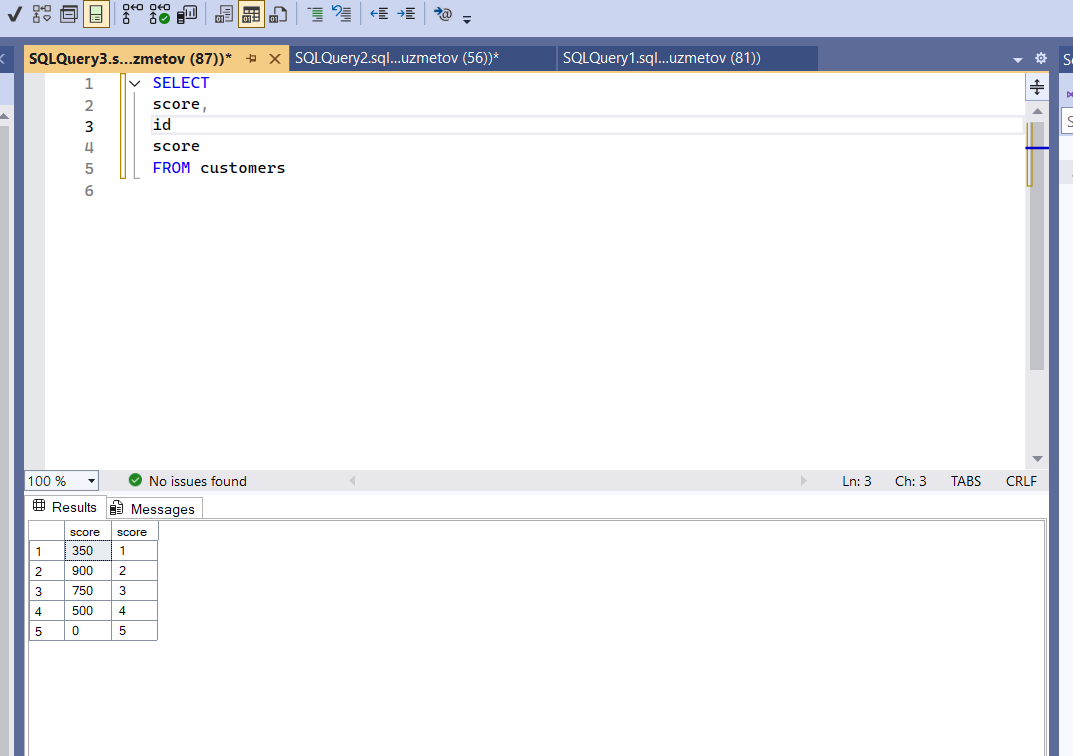 SQLQuery3.s...zmetov (87))*
SQLQuery2.sql...uzmetov (56))*
SQLQuery1.sql...uzmetov (81))
1 SELECT
2 score,
3 id
4 score
5 FROM customers
6
100 %
No issues found
Ln: 3
Ch: 3
TABS
CRLF
Results
Messages
score score
1 350 1
2 900 2
3 750 3
4 500 4
5 0 5